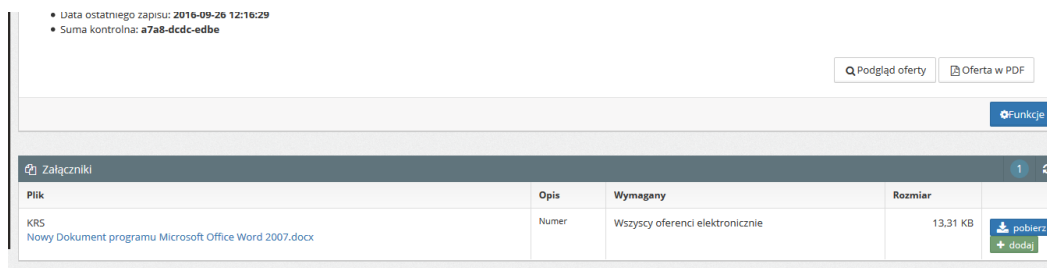 Data ostatniego zapisu: 2016-09-26 12:16:29
Suma kontrolna: a7a8-dcdc-edbe
Podgląd oferty Oferta w PDF
Funkcje
Załączniki 1
Plik Opis Wymagany Rozmiar
KRS Numer Wszyscy oferenci elektronicznie 13,31 KB pobierz
Nowy Dokument programu Microsoft Office Word 2007.docx
dodaj